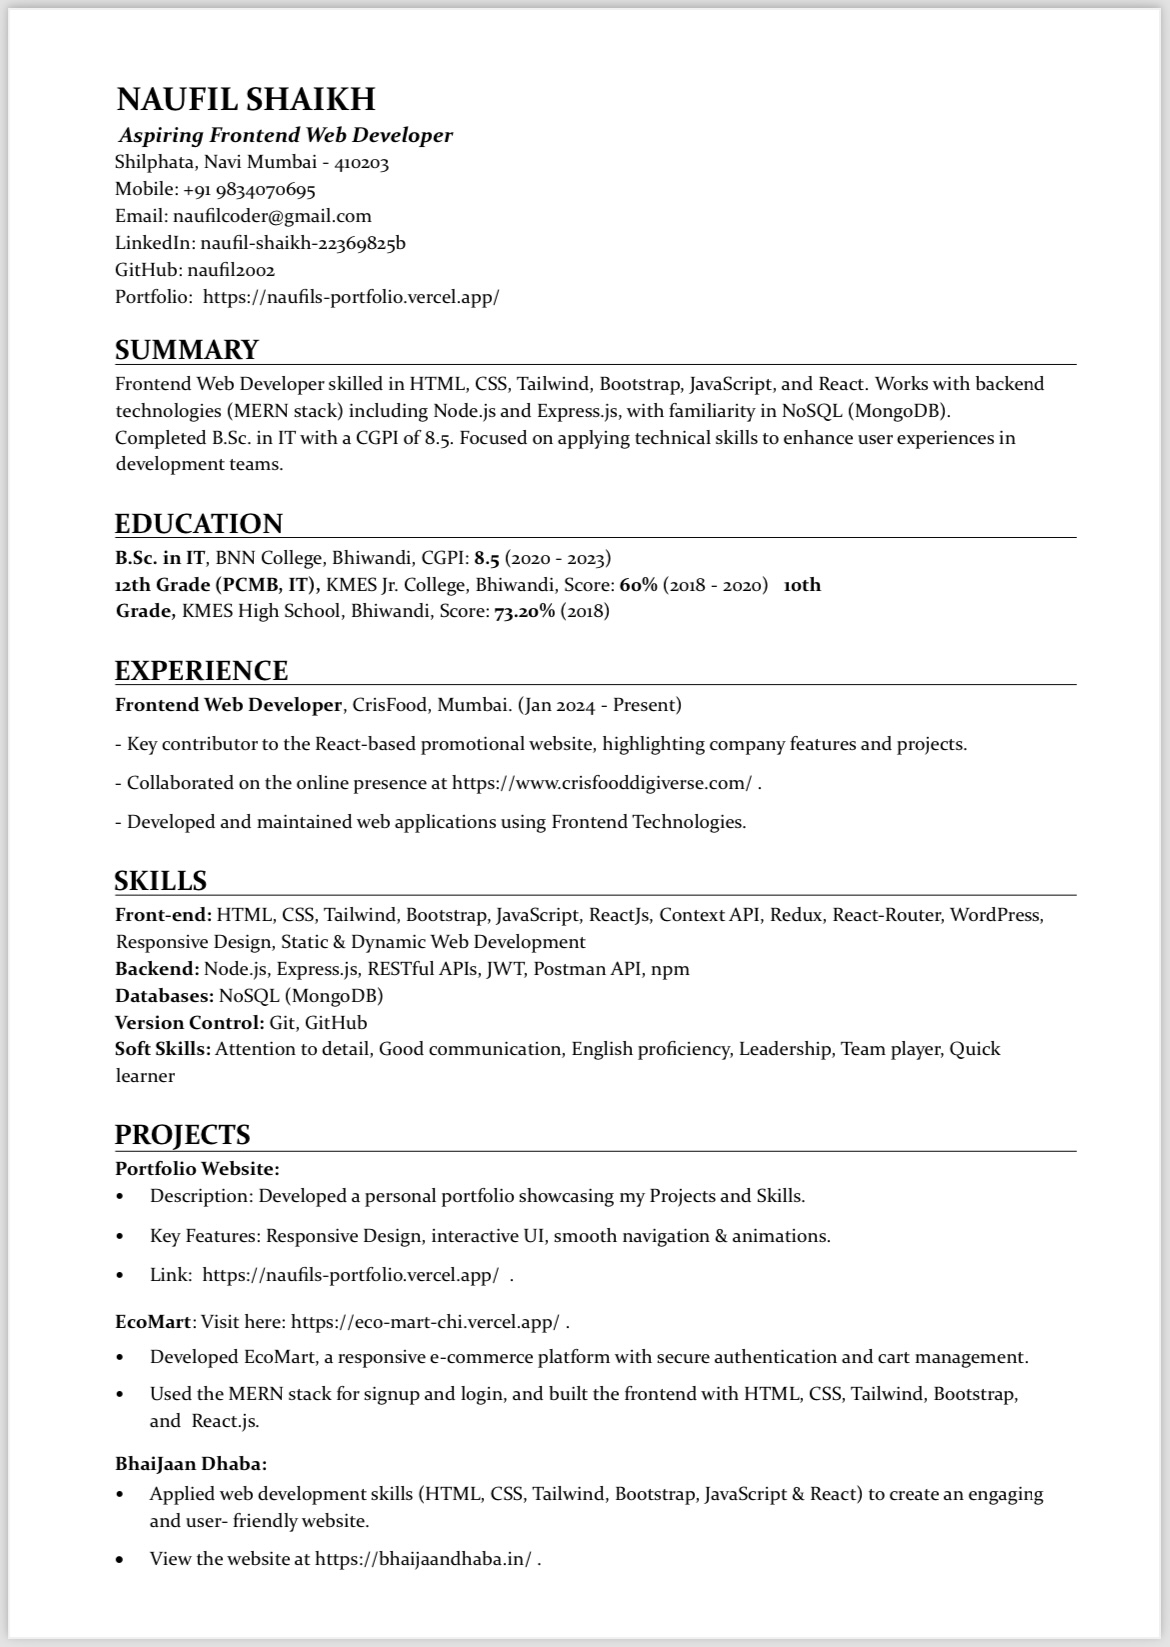 NAUFIL SHAIKH
Aspiring Frontend Web Developer
Shilphata, Navi Mumbai - 410203
Mobile: +91 9834070695
Email: naufilcoder@gmail.com
LinkedIn: naufil-shaikh-22369825b
GitHub: naufil2002
Portfolio:  https://naufils-portfolio.vercel.app/
SUMMARY
Frontend Web Developer skilled in HTML, CSS, Tailwind, Bootstrap, JavaScript, and React. Works with backend
technologies (MERN stack) including Node.js and Express.js, with familiarity in NoSQL (MongoDB).
Completed B.Sc. in IT with a CGPI of 8.5. Focused on applying technical skills to enhance user experiences in
development teams.
EDUCATION
B.Sc. in IT, BNN College, Bhiwandi, CGPI: 8.5 (2020 - 2023)
12th Grade (PCMB, IT), KMES Jr. College, Bhiwandi, Score: 60% (2018 - 2020)   10th
Grade, KMES High School, Bhiwandi, Score: 73.20% (2018)
EXPERIENCE
Frontend Web Developer, CrisFood, Mumbai. (Jan 2024 - Present)
- Key contributor to the React-based promotional website, highlighting company features and projects.
- Collaborated on the online presence at https://www.crisfooddigiverse.com/ .
- Developed and maintained web applications using Frontend Technologies.
SKILLS
Front-end: HTML, CSS, Tailwind, Bootstrap, JavaScript, ReactJs, Context API, Redux, React-Router, WordPress,
Responsive Design, Static & Dynamic Web Development
Backend: Node.js, Express.js, RESTful APIs, JWT, Postman API, npm
Databases: NoSQL (MongoDB)
Version Control: Git, GitHub
Soft Skills: Attention to detail, Good communication, English proficiency, Leadership, Team player, Quick
learner
PROJECTS
Portfolio Website:
• Description: Developed a personal portfolio showcasing my Projects and Skills.
• Key Features: Responsive Design, interactive UI, smooth navigation & animations.
• Link:  https://naufils-portfolio.vercel.app/  .
EcoMart: Visit here: https://eco-mart-chi.vercel.app/ .
• Developed EcoMart, a responsive e-commerce platform with secure authentication and cart management.
• Used the MERN stack for signup and login, and built the frontend with HTML, CSS, Tailwind, Bootstrap,
and  React.js.
BhaiJaan Dhaba:
• Applied web development skills (HTML, CSS, Tailwind, Bootstrap, JavaScript & React) to create an engaging
and user- friendly website.
• View the website at https://bhaijaandhaba.in/ .